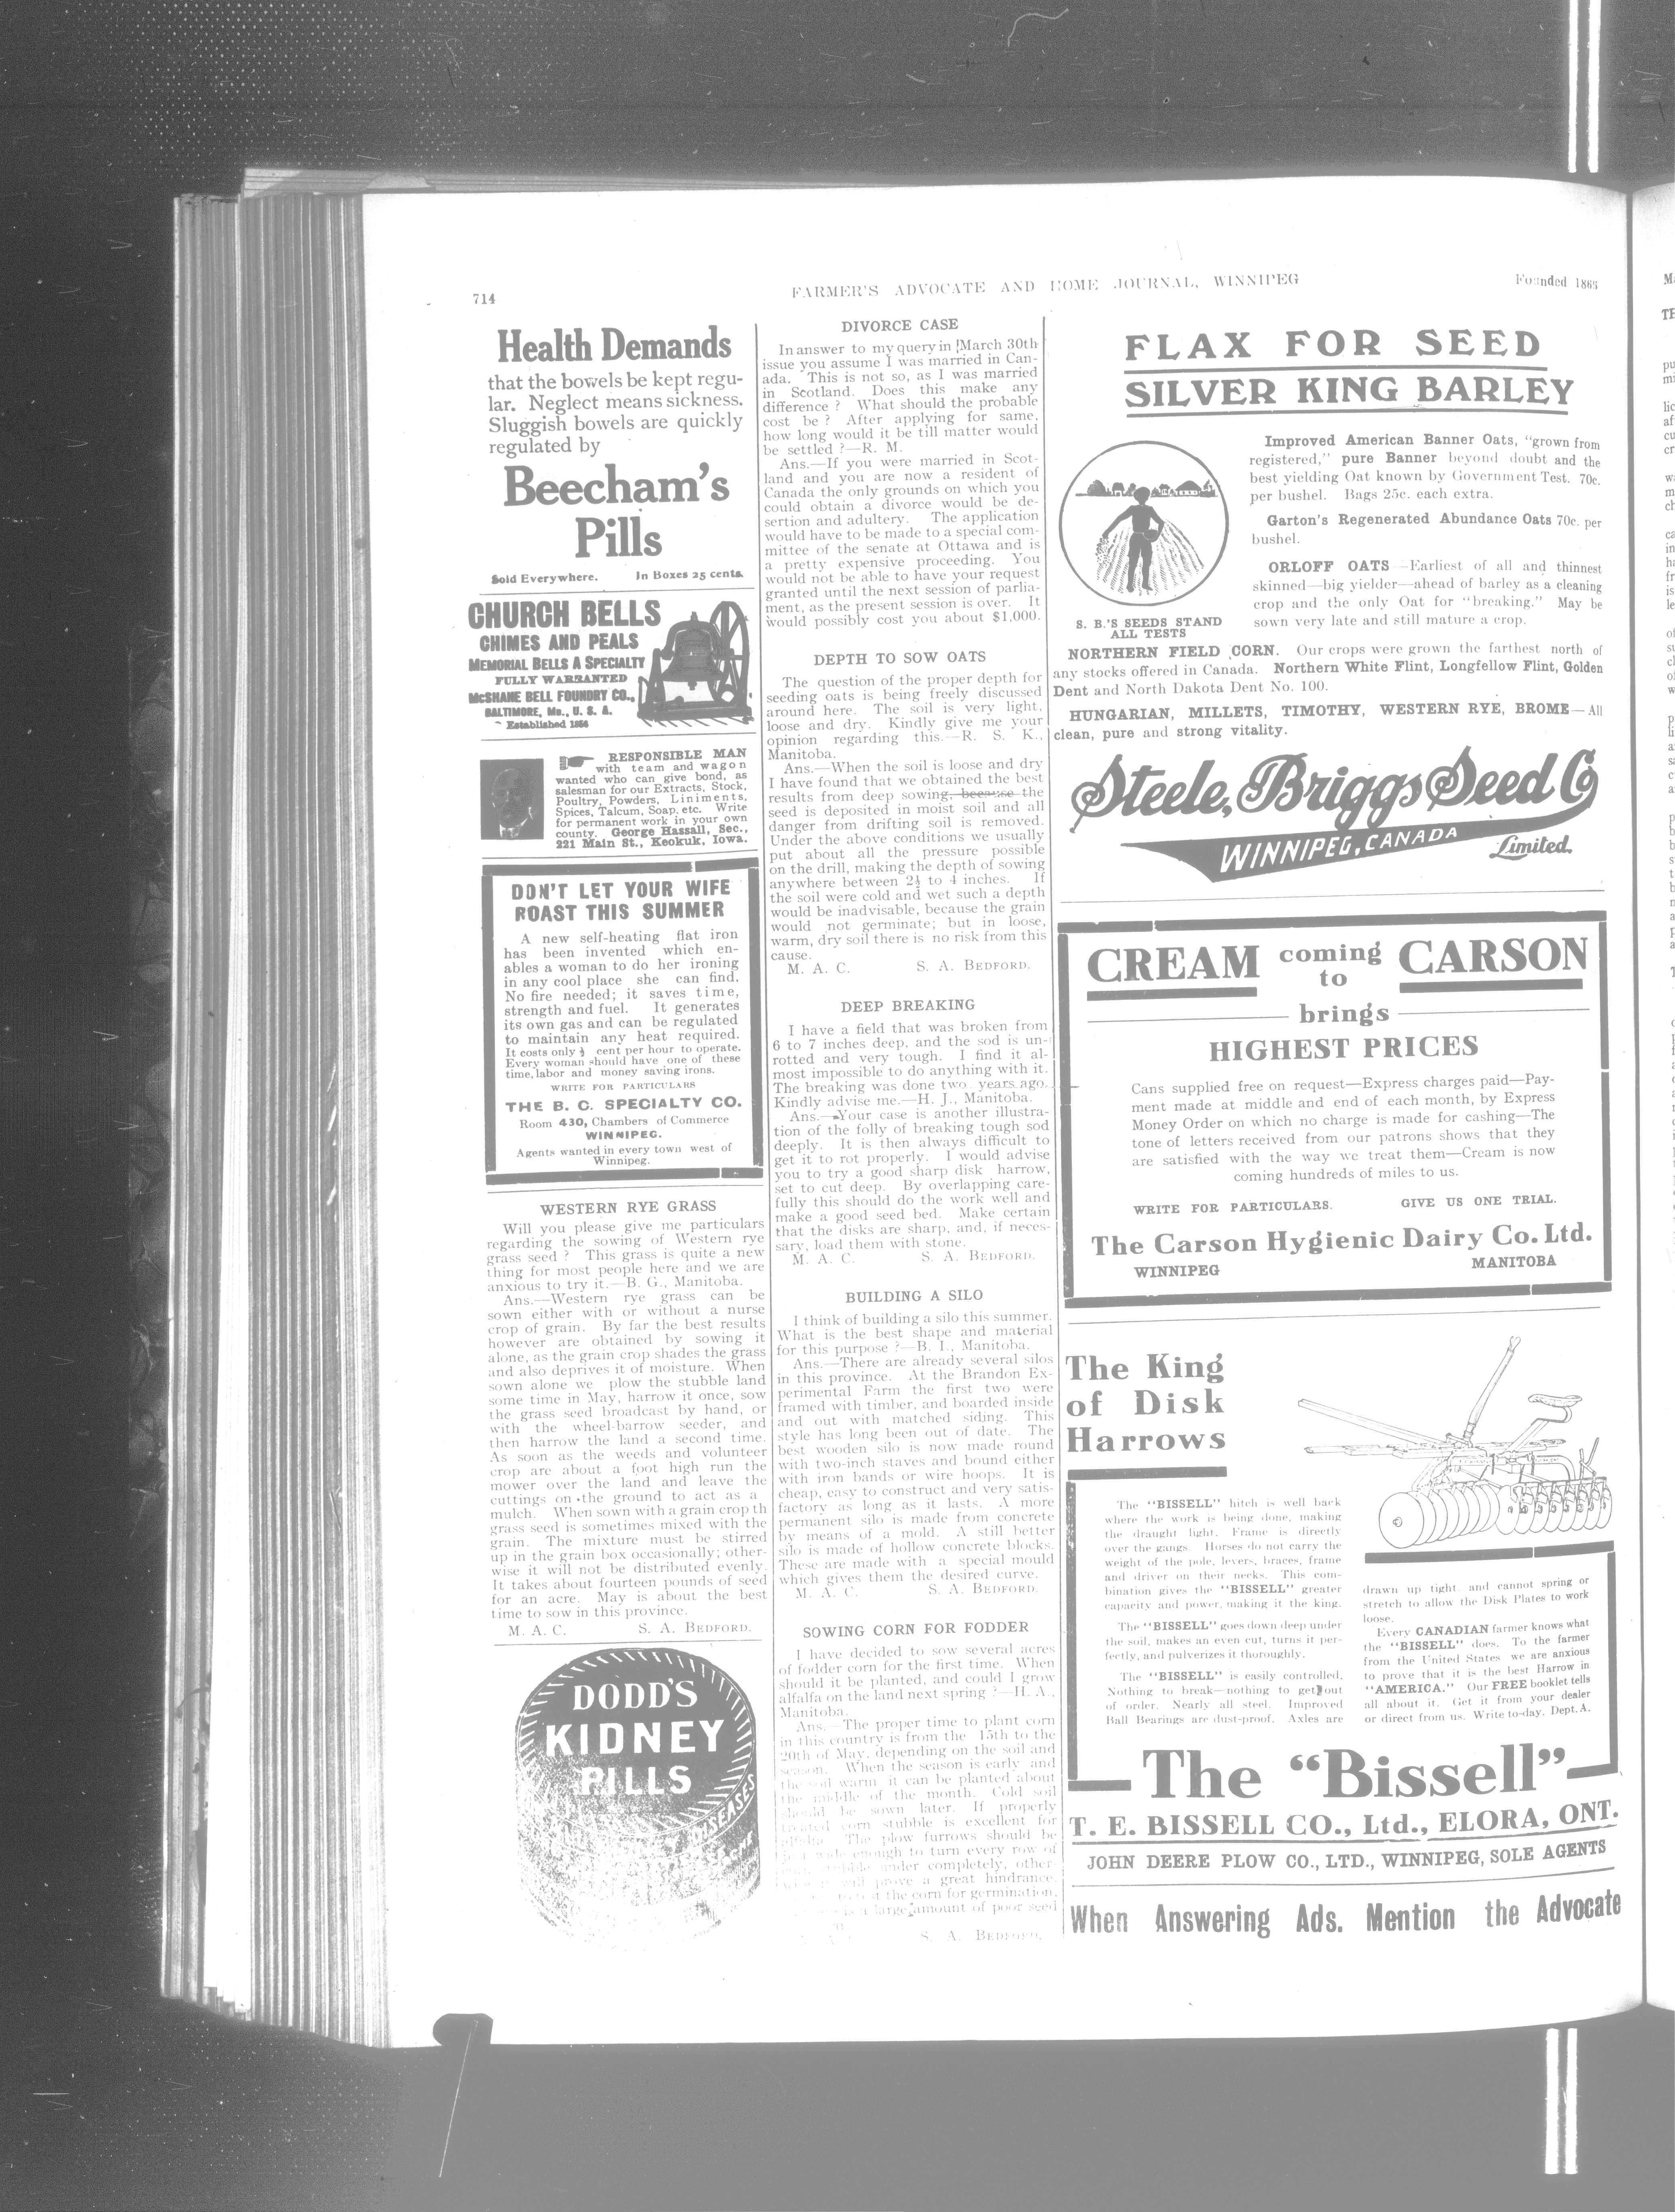 714
FARMER'S ADVOCATE AND HOME JOURNAL, WINNIPEG
Founded 1866
Health Demands
that the bowels be kept regu-
lar. Neglect means sickness.
Sluggish bowels are quickly
regulated by
Beecham's
Pills
Sold Everywhere. In Boxes 25 cents.
CHURCH BELLS
CHIMES AND PEALS
MEMORIAL BELLS A SPECIALTY
FULLY WARRANTED
McSHANE BELL FOUNDRY CO.,
BALTIMORE, MD., U. S. A.
Established 1856
RESPONSIBLE MAN
with team and wagon
wanted who can give bond, as
salesman for our Extracts, Stock,
Poultry, Powders, Liniments,
Spices, Talcum, Soap, etc. Write
for permanent work in your own
county. George Hassall, Sec.,
221 Main St., Keokuk, Iowa.
DON'T LET YOUR WIFE
ROAST THIS SUMMER
A new self-heating flat iron
has been invented which en-
ables a woman to do her ironing
in any cool place she can find.
No fire needed; it saves time,
strength and fuel. It generates
its own gas and can be regulated
to maintain any heat required.
It costs only ½ cent per hour to operate.
Every woman should have one of these
time, labor and money saving irons.
WRITE FOR PARTICULARS
THE B. C. SPECIALTY CO.
Room 430, Chambers of Commerce
WINNIPEG.
Agents wanted in every town west of
Winnipeg.
WESTERN RYE GRASS
Will you please give me particulars
regarding the sowing of Western rye
grass seed ? This grass is quite a new
thing for most people here and we are
anxious to try it.—B. G., Manitoba.
Ans.—Western rye grass can be
sown either with or without a nurse
crop of grain. By far the best results
however are obtained by sowing it
alone, as the grain crop shades the grass
and also deprives it of moisture. When
sown alone we plow the stubble land
some time in May, harrow it once, sow
the grass seed broadcast by hand, or
with the wheel-barrow seeder, and
then harrow the land a second time.
As soon as the weeds and volunteer
crop are about a foot high run the
mower over the land and leave the
cuttings on the ground to act as a
mulch. When sown with a grain crop th
grass seed is sometimes mixed with the
grain. The mixture must be stirred
up in the grain box occasionally; other-
wise it will not be distributed evenly.
It takes about fourteen pounds of seed
for an acre. May is about the best
time to sow in this province.
M. A. C. S. A. BEDFORD.
DODD'S
KIDNEY
PILLS
DISEASES
DIVORCE CASE
In answer to my query in March 30th
issue you assume I was married in Can-
ada. This is not so, as I was married
in Scotland. Does this make any
difference ? What should the probable
cost be ? After applying for same,
how long would it be till matter would
be settled ?—R. M.
Ans.—If you were married in Scot-
land and you are now a resident of
Canada the only grounds on which you
could obtain a divorce would be de-
sertion and adultery. The application
would have to be made to a special com-
mittee of the senate at Ottawa and is
a pretty expensive proceeding. You
would not be able to have your request
granted until the next session of parlia-
ment, as the present session is over. It
would possibly cost you about $1,000.
DEPTH TO SOW OATS
The question of the proper depth for
seeding oats is being freely discussed
around here. The soil is very light,
loose and dry. Kindly give me your
opinion regarding this.—R. S. K.,
Manitoba.
Ans.—When the soil is loose and dry
I have found that we obtained the best
results from deep sowing, because the
seed is deposited in moist soil and all
danger from drifting soil is removed.
Under the above conditions we usually
put about all the pressure possible
on the drill, making the depth of sowing
anywhere between 2½ to 4 inches. If
the soil were cold and wet such a depth
would be inadvisable, because the grain
would not germinate; but in loose,
warm, dry soil there is no risk from this
cause.
M. A. C. S. A. BEDFORD.
DEEP BREAKING
I have a field that was broken from
6 to 7 inches deep, and the sod is un-
rotted and very tough. I find it al-
most impossible to do anything with it.
The breaking was done two years ago.
Kindly advise me.—H. J., Manitoba.
Ans.—Your case is another illustra-
tion of the folly of breaking tough sod
deeply. It is then always difficult to
get it to rot properly. I would advise
you to try a good sharp disk harrow,
set to cut deep. By overlapping care-
fully this should do the work well and
make a good seed bed. Make certain
that the disks are sharp, and, if neces-
sary, load them with stone.
M. A. C. S. A. BEDFORD.
BUILDING A SILO
I think of building a silo this summer.
What is the best shape and material
for this purpose ?—B. I., Manitoba.
Ans.—There are already several silos
in this province. At the Brandon Ex-
perimental Farm the first two were
framed with timber, and boarded inside
and out with matched siding. This
style has long been out of date. The
best wooden silo is now made round
with two-inch staves and bound either
with iron bands or wire hoops. It is
cheap, easy to construct and very satis-
factory as long as it lasts. A more
permanent silo is made from concrete
by means of a mold. A still better
silo is made of hollow concrete blocks.
These are made with a special mould
which gives them the desired curve.
M. A. C. S. A. BEDFORD.
SOWING CORN FOR FODDER
I have decided to sow several acres
of fodder corn for the first time. When
should it be planted, and could I grow
alfalfa on the land next spring ?—H. A.,
Manitoba.
Ans.—The proper time to plant corn
in this country is from the 15th to the
20th of May, depending on the soil and
season. When the season is early and
the soil warm it can be planted about
the middle of the month. Cold soil
should be sown later. If properly
treated corn stubble is excellent for
alfalfa. The plow furrows should be
enough to turn every row of
under completely, other-
will prove a great hindrance.
the corn for germination,
is a large amount of poor seed
S. A. BEDFORD.
FLAX FOR SEED
SILVER KING BARLEY
S. B.'S SEEDS STAND
ALL TESTS
Improved American Banner Oats, "grown from
registered," pure Banner beyond doubt and the
best yielding Oat known by Government Test. 70c.
per bushel. Bags 25c. each extra.
Garton's Regenerated Abundance Oats 70c. per
bushel.
ORLOFF OATS—Earliest of all and thinnest
skinned—big yielder—ahead of barley as a cleaning
crop and the only Oat for "breaking." May be
sown very late and still mature a crop.
NORTHERN FIELD CORN. Our crops were grown the farthest north of
any stocks offered in Canada. Northern White Flint, Longfellow Flint, Golden
Dent and North Dakota Dent No. 100.
HUNGARIAN, MILLETS, TIMOTHY, WESTERN RYE, BROME—All
clean, pure and strong vitality.
Steele, Briggs Seed Co
WINNIPEG, CANADA Limited.
CREAM coming to CARSON
brings
HIGHEST PRICES
Cans supplied free on request—Express charges paid—Pay-
ment made at middle and end of each month, by Express
Money Order on which no charge is made for cashing—The
tone of letters received from our patrons shows that they
are satisfied with the way we treat them—Cream is now
coming hundreds of miles to us.
WRITE FOR PARTICULARS. GIVE US ONE TRIAL.
The Carson Hygienic Dairy Co. Ltd.
WINNIPEG MANITOBA
The King
of Disk
Harrows
The "BISSELL" hitch is well back
where the work is being done, making
the draught light. Frame is directly
over the gangs. Horses do not carry the
weight of the pole, levers, braces, frame
and driver on their necks. This com-
bination gives the "BISSELL" greater
capacity and power, making it the king.
The "BISSELL" goes down deep under
the soil, makes an even cut, turns it per-
fectly, and pulverizes it thoroughly.
The "BISSELL" is easily controlled.
Nothing to break—nothing to get out
of order. Nearly all steel. Improved
Ball Bearings are dust-proof. Axles are
drawn up tight, and cannot spring or
stretch to allow the Disk Plates to work
loose.
Every CANADIAN farmer knows what
the "BISSELL" does. To the farmer
from the United States we are anxious
to prove that it is the best Harrow in
"AMERICA." Our FREE booklet tells
all about it. Get it from your dealer
or direct from us. Write to-day. Dept. A.
The "Bissell"
T. E. BISSELL CO., Ltd., ELORA, ONT.
JOHN DEERE PLOW CO., LTD., WINNIPEG, SOLE AGENTS
When Answering Ads. Mention the Advocate